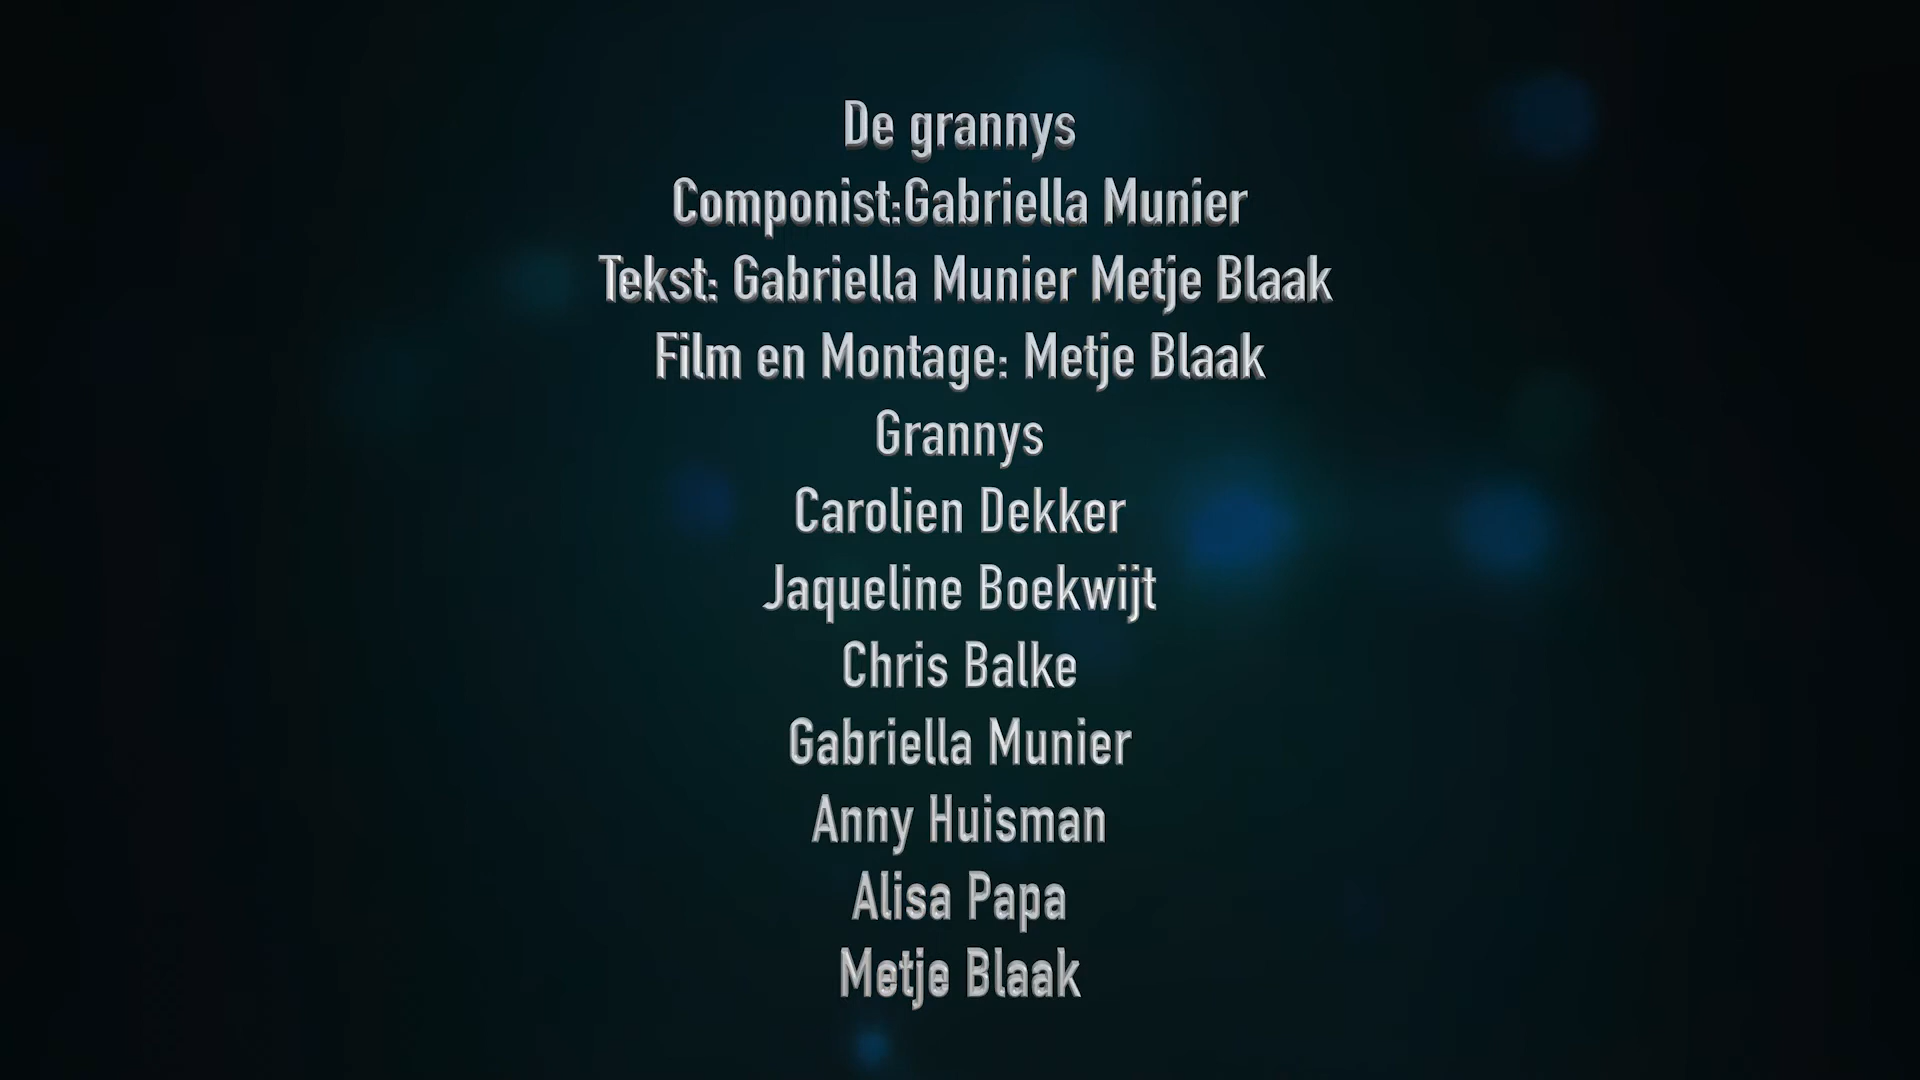 De grannys
Componist:Gabriella Munier
Tekst: Gabriella Munier Metje Blaak
Film en Montage: Metje Blaak
Grannys
Carolien Dekker
Jaqueline Boekwijt
Chris Balke
Gabriella Munier
Anny Huisman
Alisa Papa
Metje Blaak